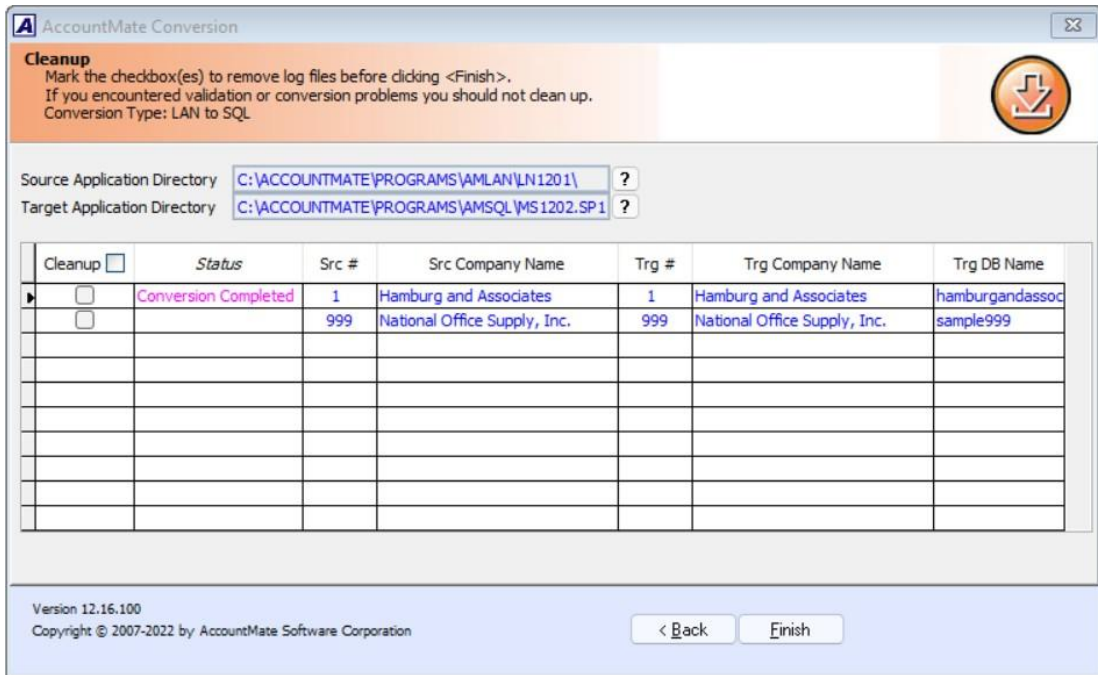 A AccountMate Conversion
Cleanup
Mark the checkbox(es) to remove log files before clicking <Finish>.
If you encountered validation or conversion problems you should not clean up.
Conversion Type: LAN to SQL
Source Application Directory C:\ACCOUNTMATE\PROGRAMS\AMLAN\LN1201\ ?
Target Application Directory C:\ACCOUNTMATE\PROGRAMS\AMSQL\MS1202.SP1 ?
Cleanup Status Src # Src Company Name Trg # Trg Company Name Trg DB Name
Conversion Completed 1 Hamburg and Associates 1 Hamburg and Associates hamburgandassoc
999 National Office Supply, Inc. 999 National Office Supply, Inc. sample999
Version 12.16.100
Copyright © 2007-2022 by AccountMate Software Corporation
< Back Finish